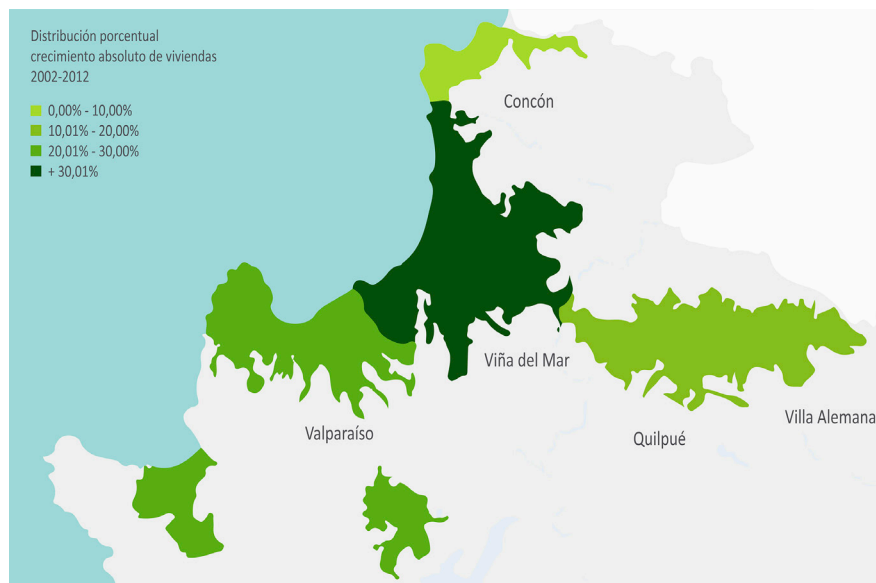 Distribución porcentual
crecimiento absoluto de viviendas
2002-2012
0,00% - 10,00%
10,01% - 20,00%
20,01% - 30,00%
+ 30,01%
Concón
Viña del Mar
Valparaíso
Quilpué
Villa Alemana